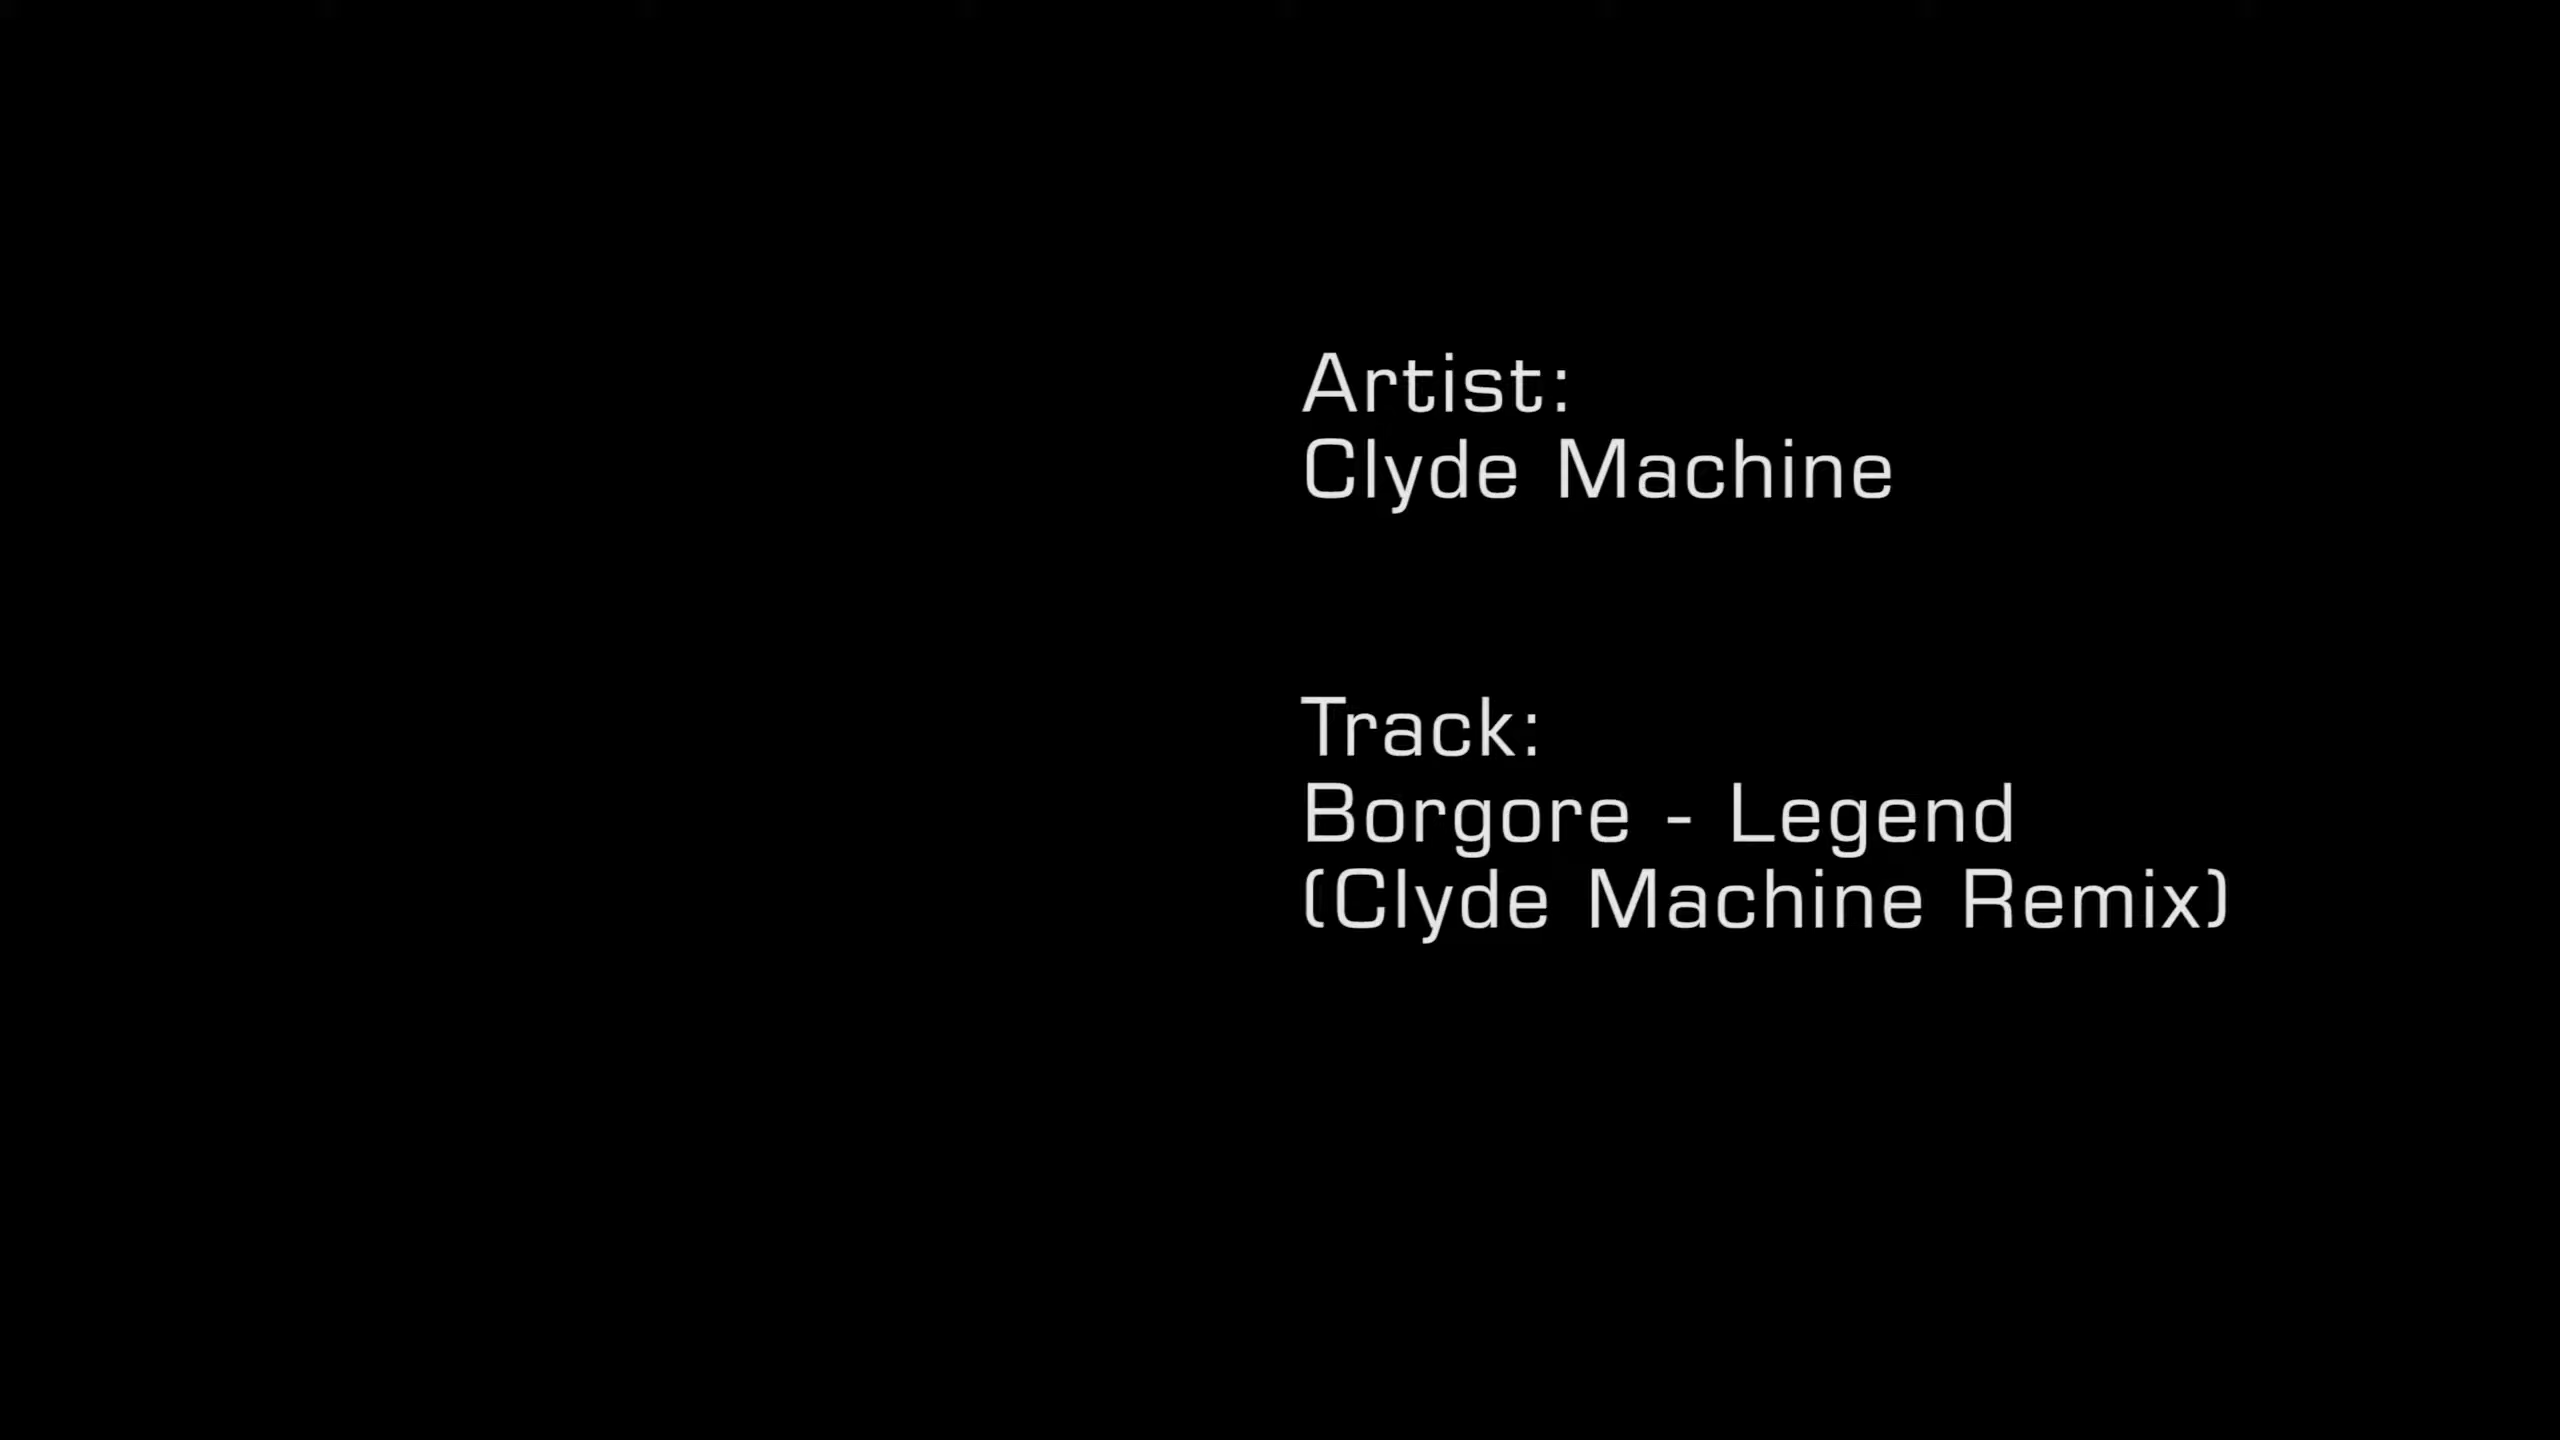 Artist:
Clyde Machine
Track:
Borgore - Legend
(Clyde Machine Remix)